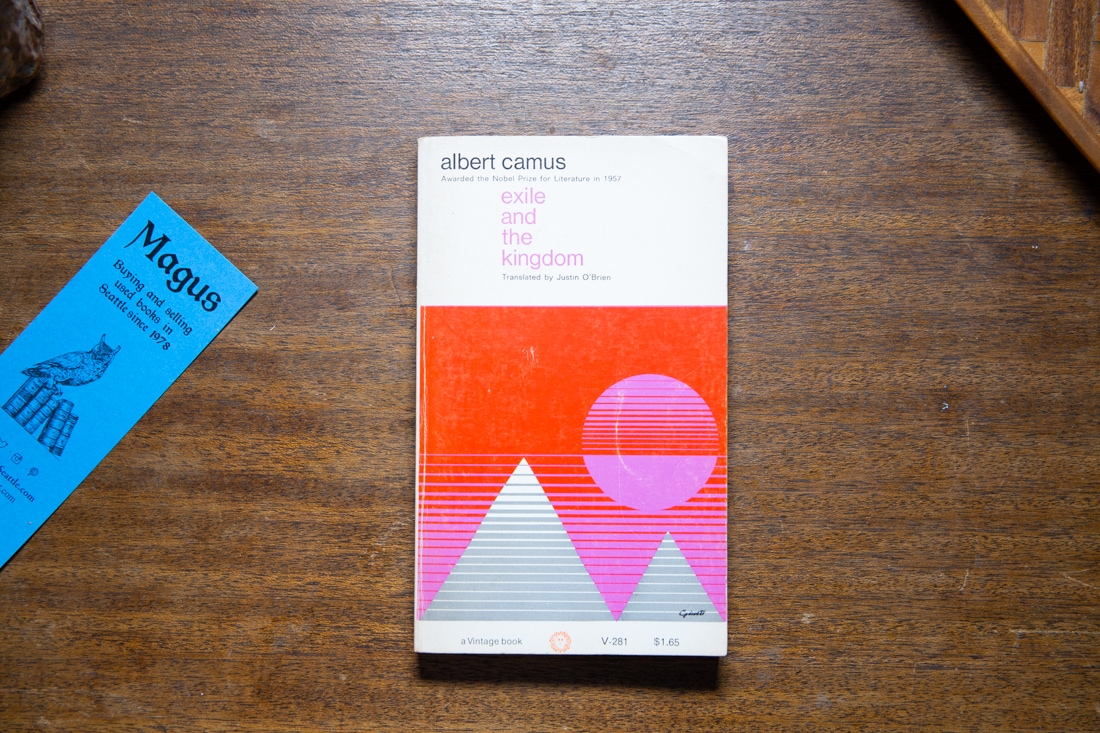 albert camus
Awarded the Nobel Prize for Literature in 1957
exile
and
the
kingdom
Translated by Justin O'Brien
a Vintage book
V-281
$1.65
Magus
Buying and selling
used books in
Seattle since 1978